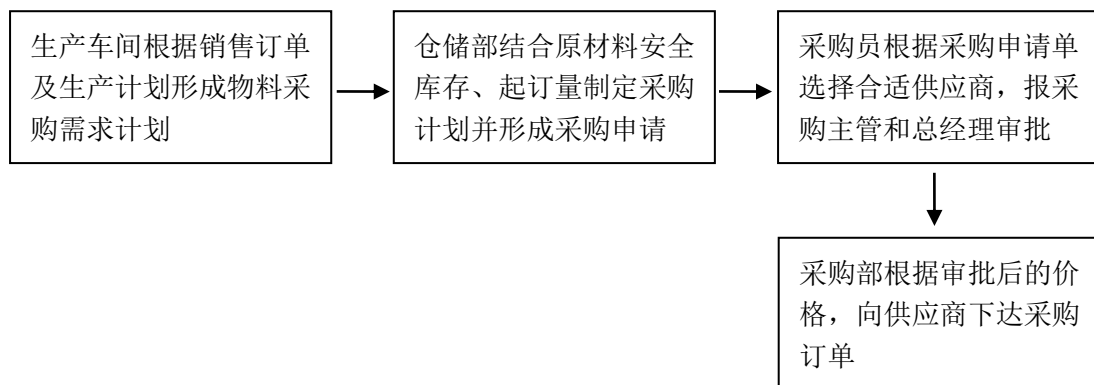 生产车间根据销售订单
及生产计划形成物料采
购需求计划
仓储部结合原材料安全
库存、起订量制定采购
计划并形成采购申请
采购员根据采购申请单
选择合适供应商，报采
购主管和总经理审批
采购部根据审批后的价
格，向供应商下达采购
订单